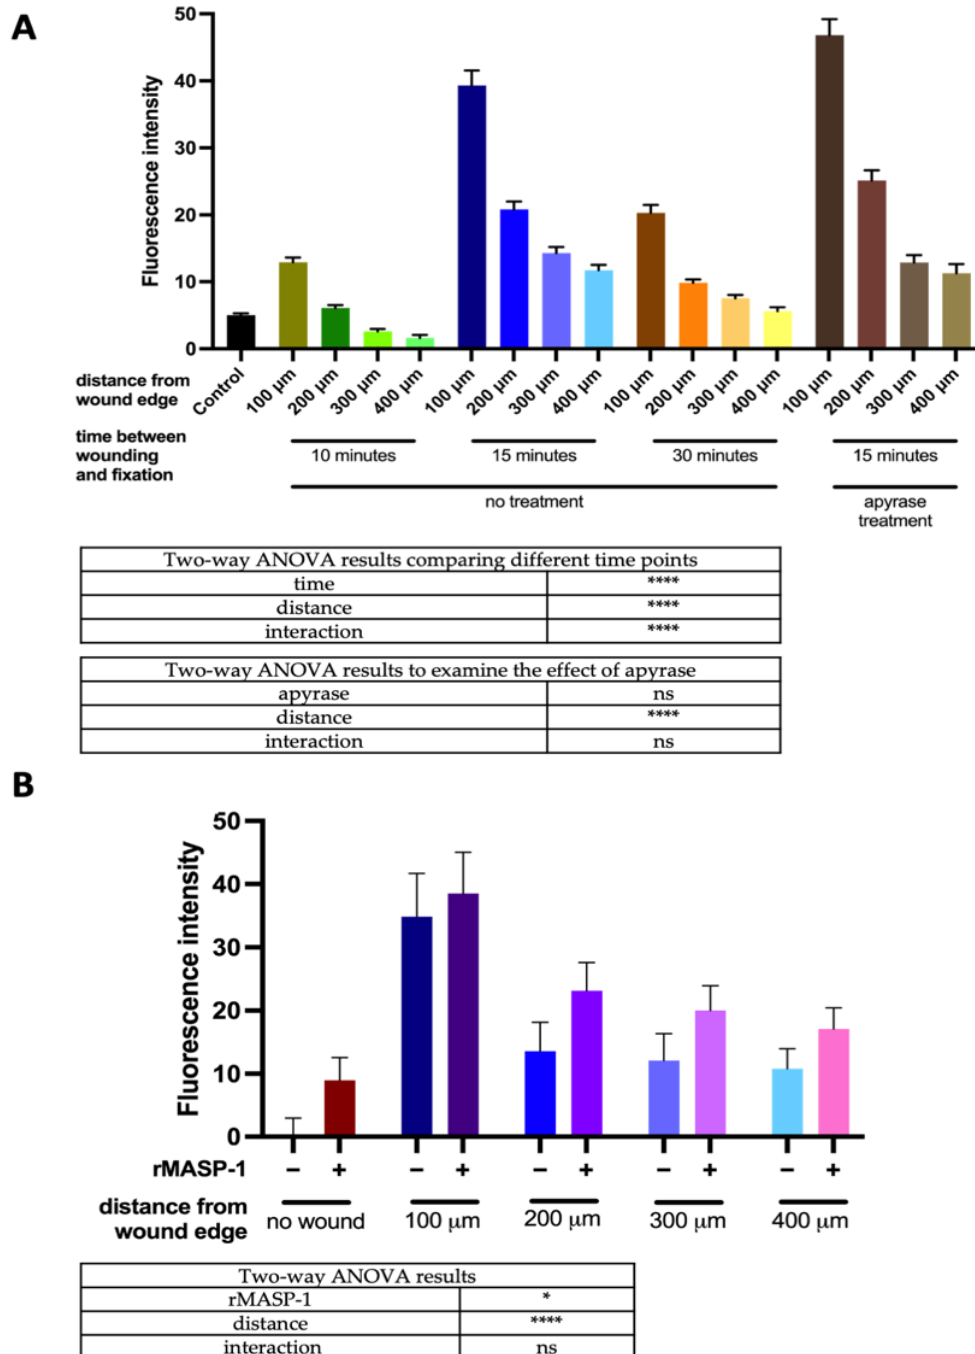 A
50
40
30
20
10
0
Fluorescence intensity
distance from
wound edge
Control
100 µm
200 µm
300 µm
400 µm
100 µm
200 µm
300 µm
400 µm
100 µm
200 µm
300 µm
400 µm
100 µm
200 µm
300 µm
400 µm
time between
wounding
and fixation
10 minutes
15 minutes
30 minutes
15 minutes
no treatment
apyrase
treatment
Two-way ANOVA results comparing different time points
time ****
distance ****
interaction ****
Two-way ANOVA results to examine the effect of apyrase
apyrase ns
distance ****
interaction ns
B
50
40
30
20
10
0
Fluorescence intensity
rMASP-1 − + − + − + − + − +
distance from
wound edge
no wound 100 µm 200 µm 300 µm 400 µm
Two-way ANOVA results
rMASP-1 *
distance ****
interaction ns